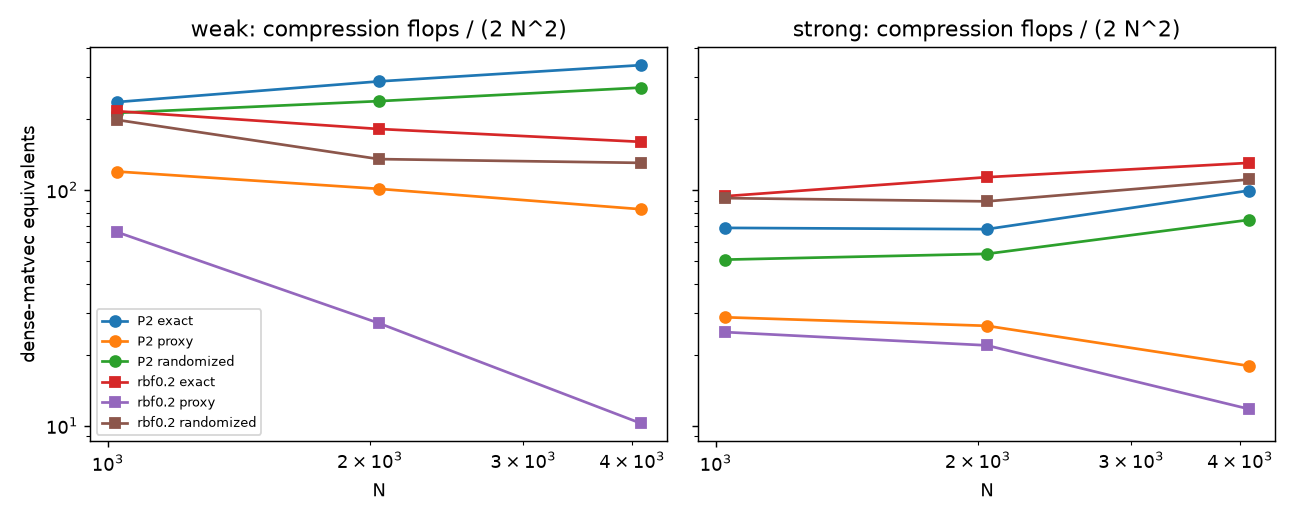 weak: compression flops / (2 N^2)
strong: compression flops / (2 N^2)
dense-matvec equivalents
10^2
10^1
P2 exact
P2 proxy
P2 randomized
rbf0.2 exact
rbf0.2 proxy
rbf0.2 randomized
10^3
2 × 10^3
3 × 10^3
4 × 10^3
N
10^3
2 × 10^3
3 × 10^3
4 × 10^3
N